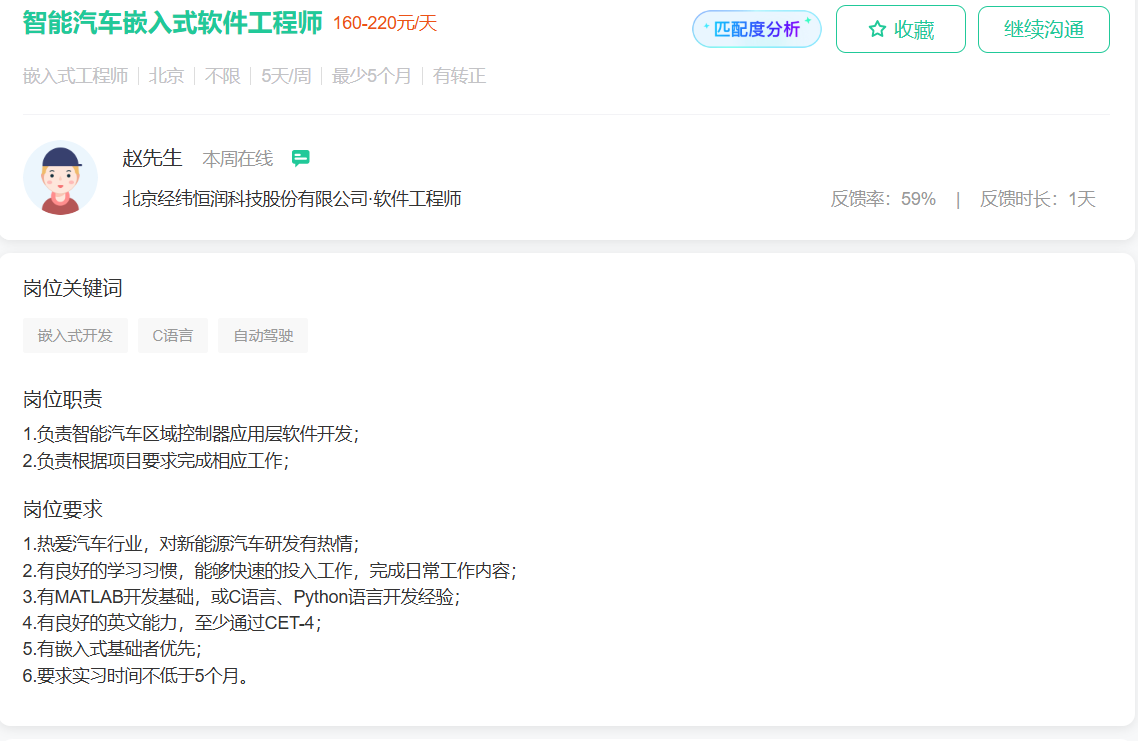 智能汽车嵌入式软件工程师 160-220元/天 匹配度分析 收藏 继续沟通
嵌入式工程师 | 北京 | 不限 | 5天/周 | 最少5个月 | 有转正
赵先生 本周在线
北京经纬恒润科技股份有限公司·软件工程师 反馈率：59% | 反馈时长：1天
岗位关键词
嵌入式开发 C语言 自动驾驶
岗位职责
1.负责智能汽车区域控制器应用层软件开发；
2.负责根据项目要求完成相应工作；
岗位要求
1.热爱汽车行业，对新能源汽车研发有热情；
2.有良好的学习习惯，能够快速的投入工作，完成日常工作内容；
3.有MATLAB开发基础，或C语言、Python语言开发经验；
4.有良好的英文能力，至少通过CET-4；
5.有嵌入式基础者优先；
6.要求实习时间不低于5个月。